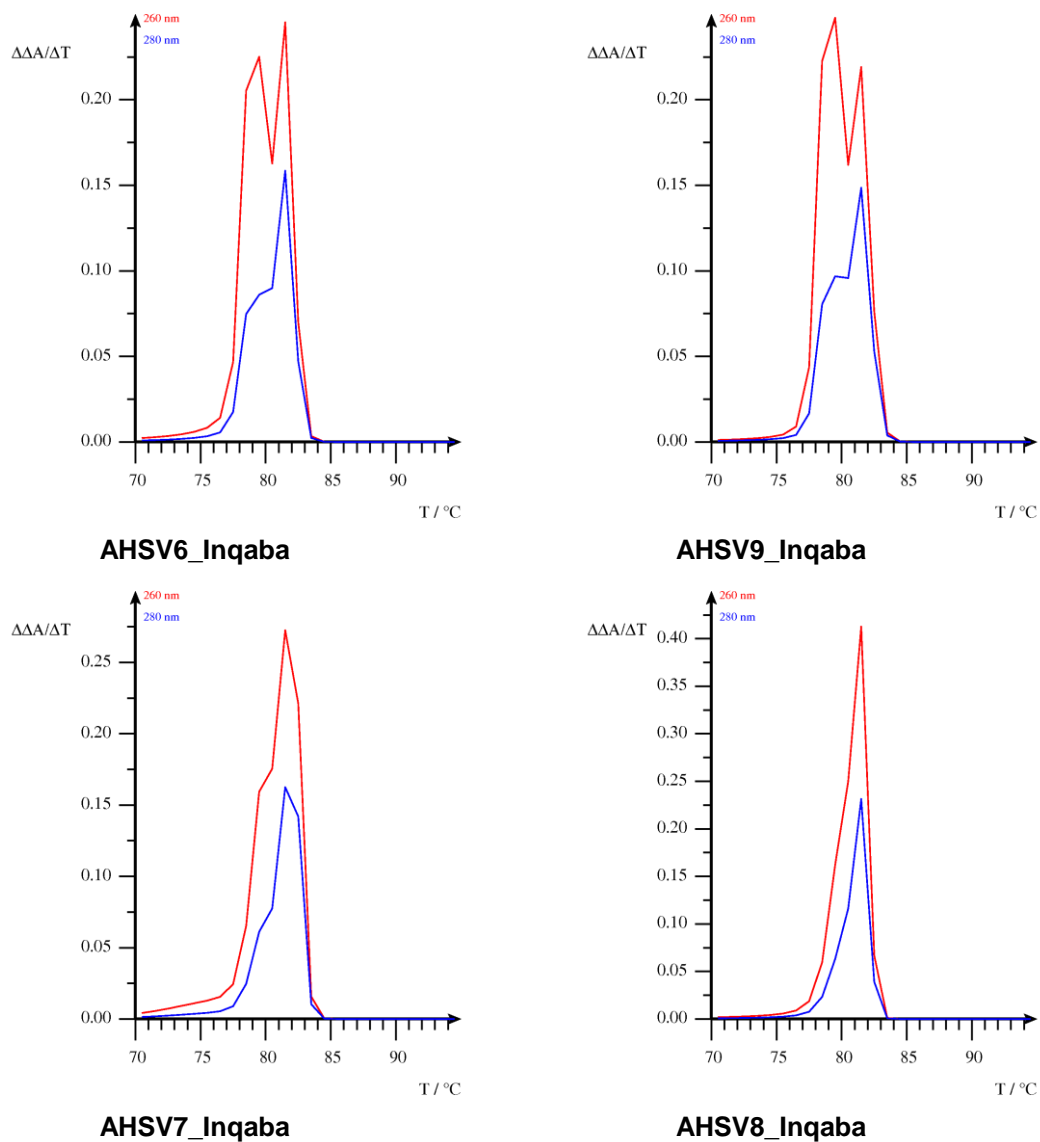 260 nm
280 nm
ΔΔA/ΔT
0.20
0.15
0.10
0.05
0.00
70 75 80 85 90
T / °C
AHSV6_Inqaba
260 nm
280 nm
ΔΔA/ΔT
0.20
0.15
0.10
0.05
0.00
70 75 80 85 90
T / °C
AHSV9_Inqaba
260 nm
280 nm
ΔΔA/ΔT
0.25
0.20
0.15
0.10
0.05
0.00
70 75 80 85 90
T / °C
AHSV7_Inqaba
260 nm
280 nm
ΔΔA/ΔT
0.40
0.35
0.30
0.25
0.20
0.15
0.10
0.05
0.00
70 75 80 85 90
T / °C
AHSV8_Inqaba